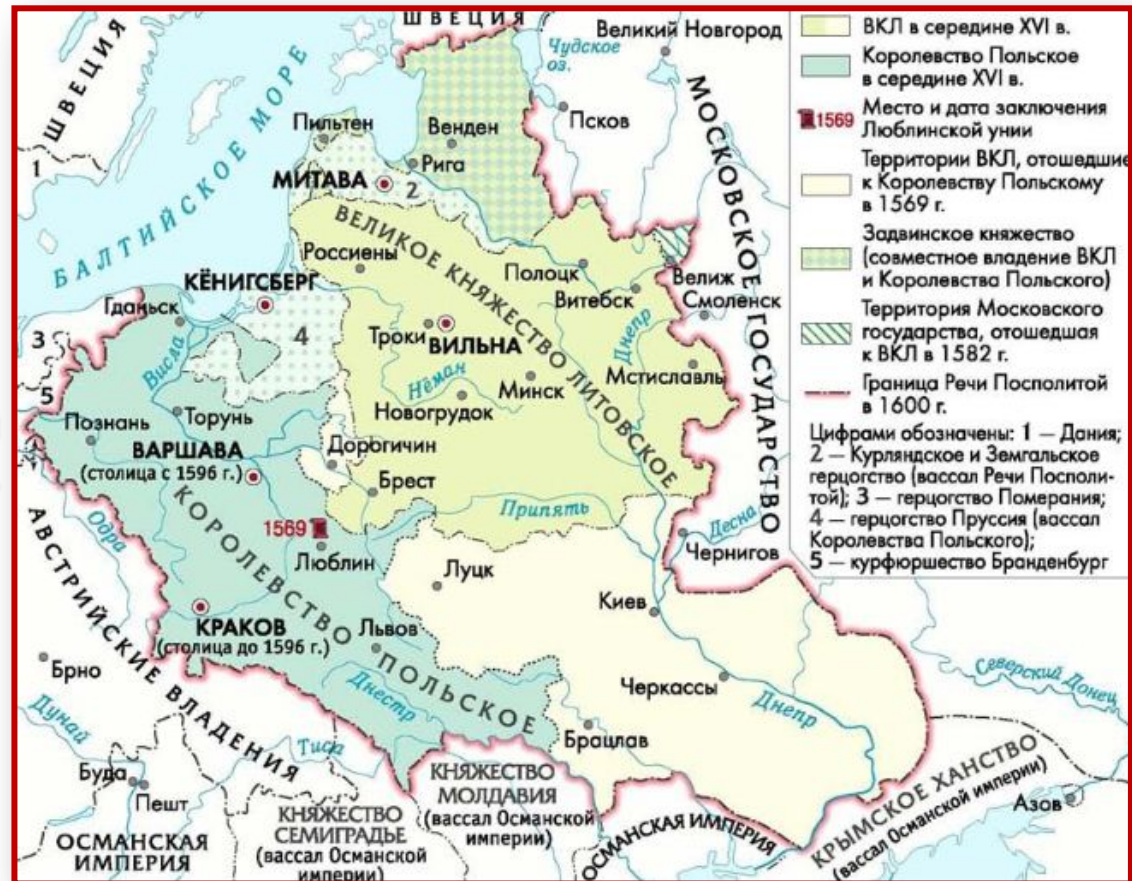 ШВЕЦИЯ
ШВЕЦИЯ
1
БАЛТИЙСКОЕ МОРЕ
Чудское
оз.
Великий Новгород
Псков
МОСКОВСКОЕ ГОСУДАРСТВО
Пильтен
Венден
Рига
МИТАВА
2
ВЕЛИКОЕ КНЯЖЕСТВО ЛИТОВСКОЕ
Россиены
Полоцк
Велиж
Витебск
Смоленск
КЁНИГСБЕРГ
Гданьск
3
4
Троки
ВИЛЬНА
Днепр
Висла
Неман
Минск
Мстиславль
5
Новогрудок
Познань
Торунь
ВАРШАВА
(столица с 1596 г.)
Дорогичин
Брест
Припять
Десна
Чернигов
Одра
КОРОЛЕВСТВО ПОЛЬСКОЕ
1569
Люблин
Луцк
Киев
АВСТРИЙСКИЕ ВЛАДЕНИЯ
КРАКОВ
(столица до 1596 г.)
Львов
Брно
Днестр
Черкассы
Днепр
Северский Донец
Дунай
Тиса
Брацлав
Буда
Пешт
ОСМАНСКАЯ
ИМПЕРИЯ
КНЯЖЕСТВО
СЕМИГРАДЬЕ
(вассал Османской
империи)
КНЯЖЕСТВО
МОЛДАВИЯ
(вассал Османской
империи)
ОСМАНСКАЯ ИМПЕРИЯ
КРЫМСКОЕ ХАНСТВО
(вассал Османской империи)
Азов
ВКЛ в середине XVI в.
Королевство Польское
в середине XVI в.
1569 Место и дата заключения
Люблинской унии
Территории ВКЛ, отошедшие
к Королевству Польскому
в 1569 г.
Задвинское княжество
(совместное владение ВКЛ
и Королевства Польского)
Территория Московского
государства, отошедшая
к ВКЛ в 1582 г.
Граница Речи Посполитой
в 1600 г.
Цифрами обозначены: 1 — Дания;
2 — Курляндское и Земгальское
герцогство (вассал Речи Посполи-
той); 3 — герцогство Померания;
4 — герцогство Пруссия (вассал
Королевства Польского);
5 — курфюршество Бранденбург